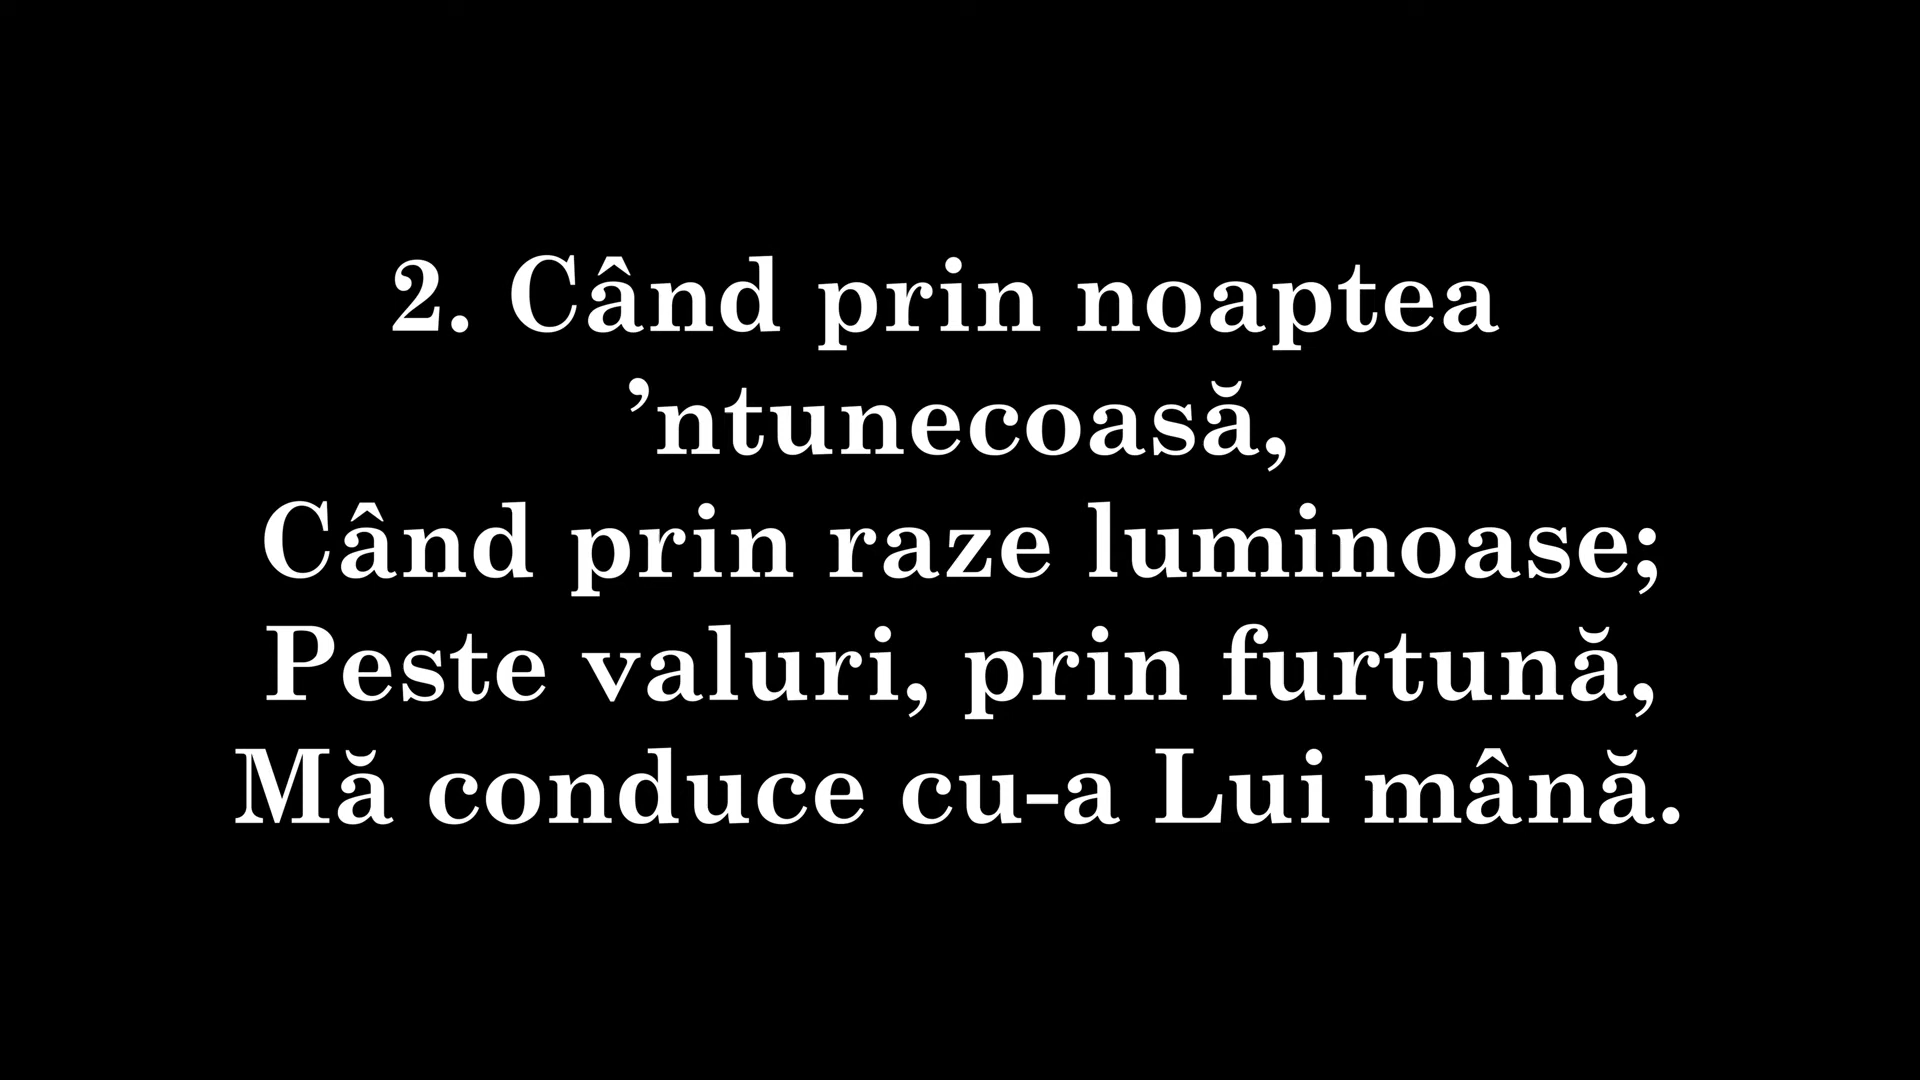 2. Când prin noaptea
’ntunecoasă,
Când prin raze luminoase;
Peste valuri, prin furtună,
Mă conduce cu-a Lui mână.